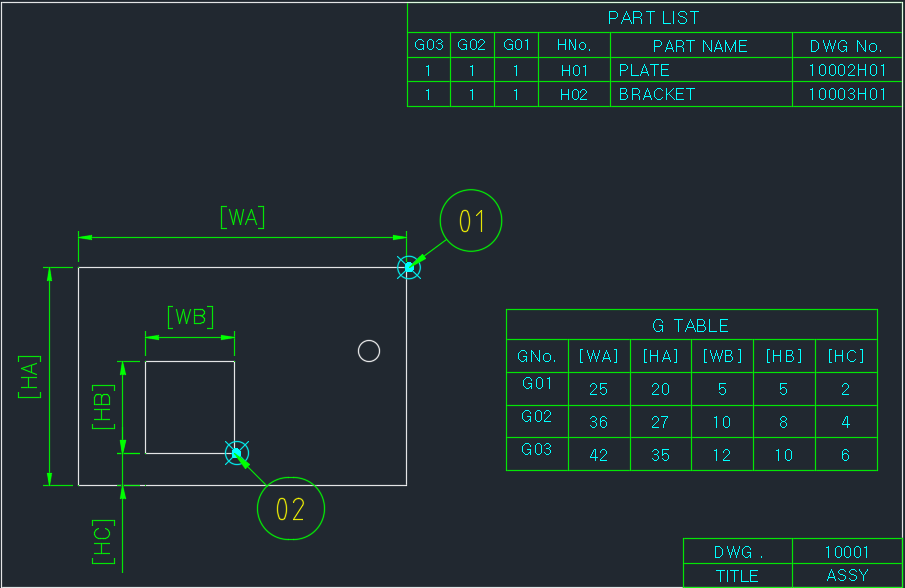 PART LIST
G03 G02 G01 HNo. PART NAME DWG No.
1 1 1 H01 PLATE 10002H01
1 1 1 H02 BRACKET 10003H01
[WA]
01
[WB]
[HA]
[HB]
02
[HC]
G TABLE
GNo. [WA] [HA] [WB] [HB] [HC]
G01 25 20 5 5 2
G02 36 27 10 8 4
G03 42 35 12 10 6
DWG . 10001
TITLE ASSY